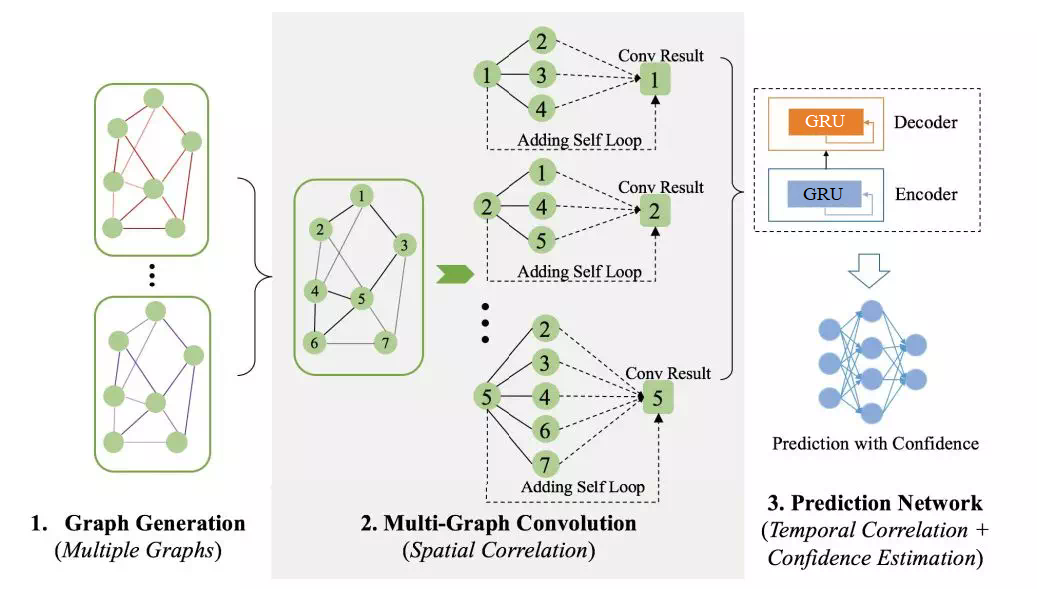 2
1
3
4
Conv Result
1
Adding Self Loop
1
2
4
5
Conv Result
2
Adding Self Loop
1
2
3
4
5
6
7
2
3
5
4
6
7
Conv Result
5
Adding Self Loop
GRU
Decoder
GRU
Encoder
Prediction with Confidence
1. Graph Generation
(Multiple Graphs)
2. Multi-Graph Convolution
(Spatial Correlation)
3. Prediction Network
(Temporal Correlation +
Confidence Estimation)